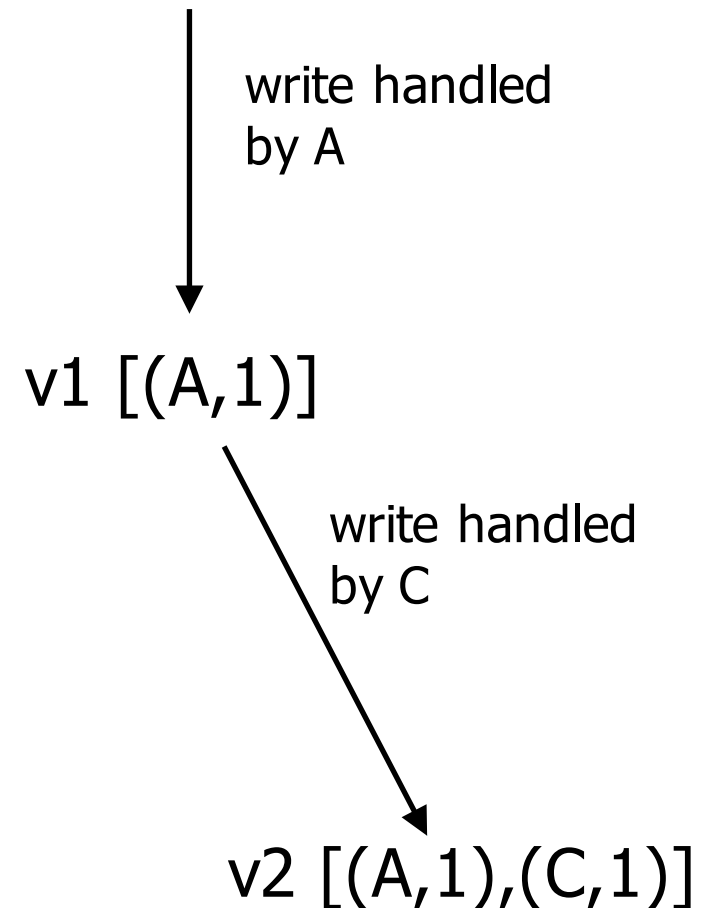 write handled
by A
v1 [(A,1)]
write handled
by C
v2 [(A,1),(C,1)]